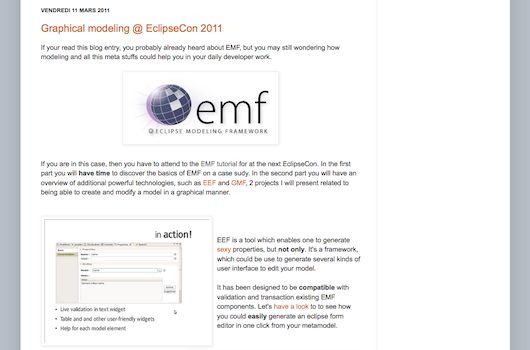 VENDREDI 11 MARS 2011
Graphical modeling @ EclipseCon 2011
If your read this blog entry, you probably already heard about EMF, but you may still wondering how
modeling and all this meta stuffs could help you in your daily developer work.
emf
ECLIPSE MODELING FRAMEWORK
If you are in this case, then you have to attend to the EMF tutorial for at the next EclipseCon. In the first
part you will have time to discover the basics of EMF on a case sudy. In the second part you will have an
overview of additional powerful technologies, such as EEF and GMF, 2 projects I will present related to
being able to create and modify a model in a graphical manner.
in action!
• Live validation in text widget
• Table and and other user-friendly widgets
• Help for each model element
EEF is a tool which enables one to generate
sexy properties, but not only. It's a framework,
which could be use to generate several kinds of
user interface to edit your model.
It has been designed to be compatible with
validation and transaction existing EMF
components. Let's have a look to to see how
you could easily generate an eclipse form
editor in one click from your metamodel.